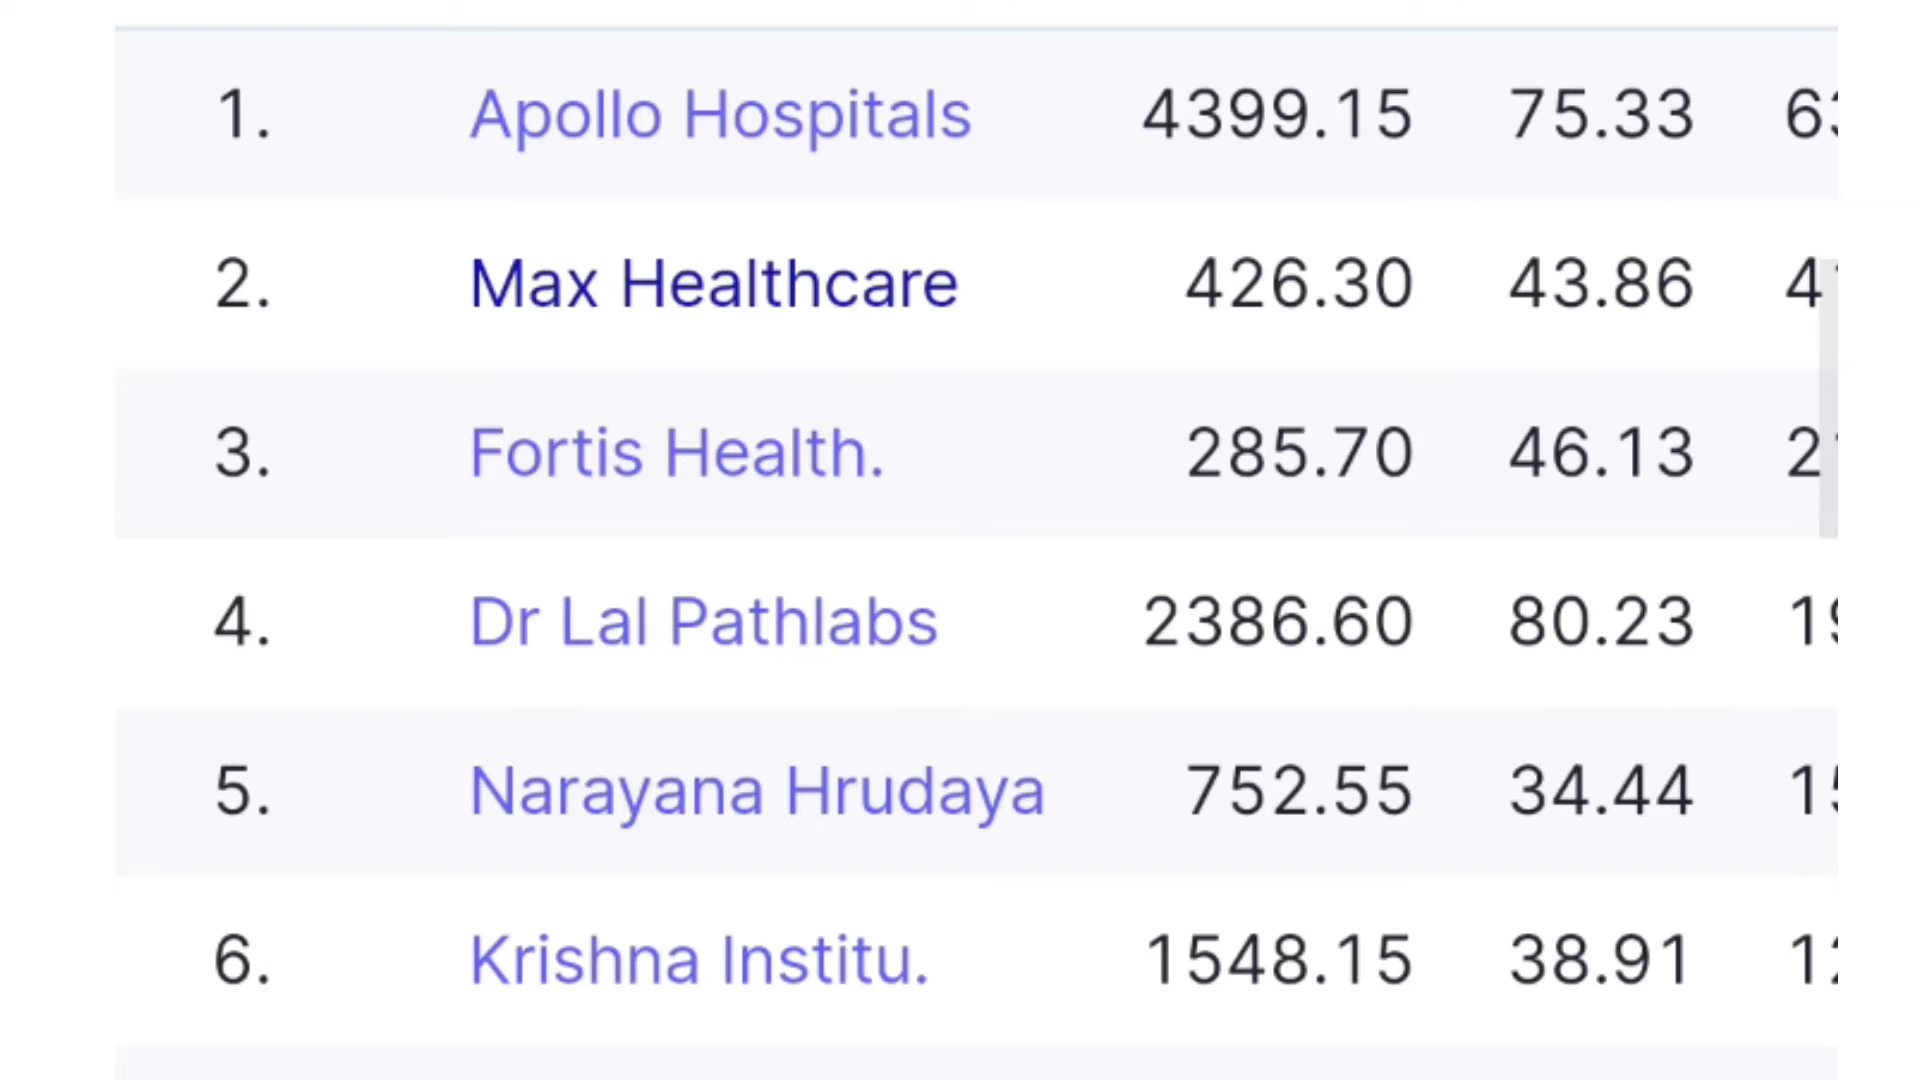 1. Apollo Hospitals 4399.15 75.33
2. Max Healthcare 426.30 43.86
3. Fortis Health. 285.70 46.13
4. Dr Lal Pathlabs 2386.60 80.23
5. Narayana Hrudaya 752.55 34.44
6. Krishna Institu. 1548.15 38.91